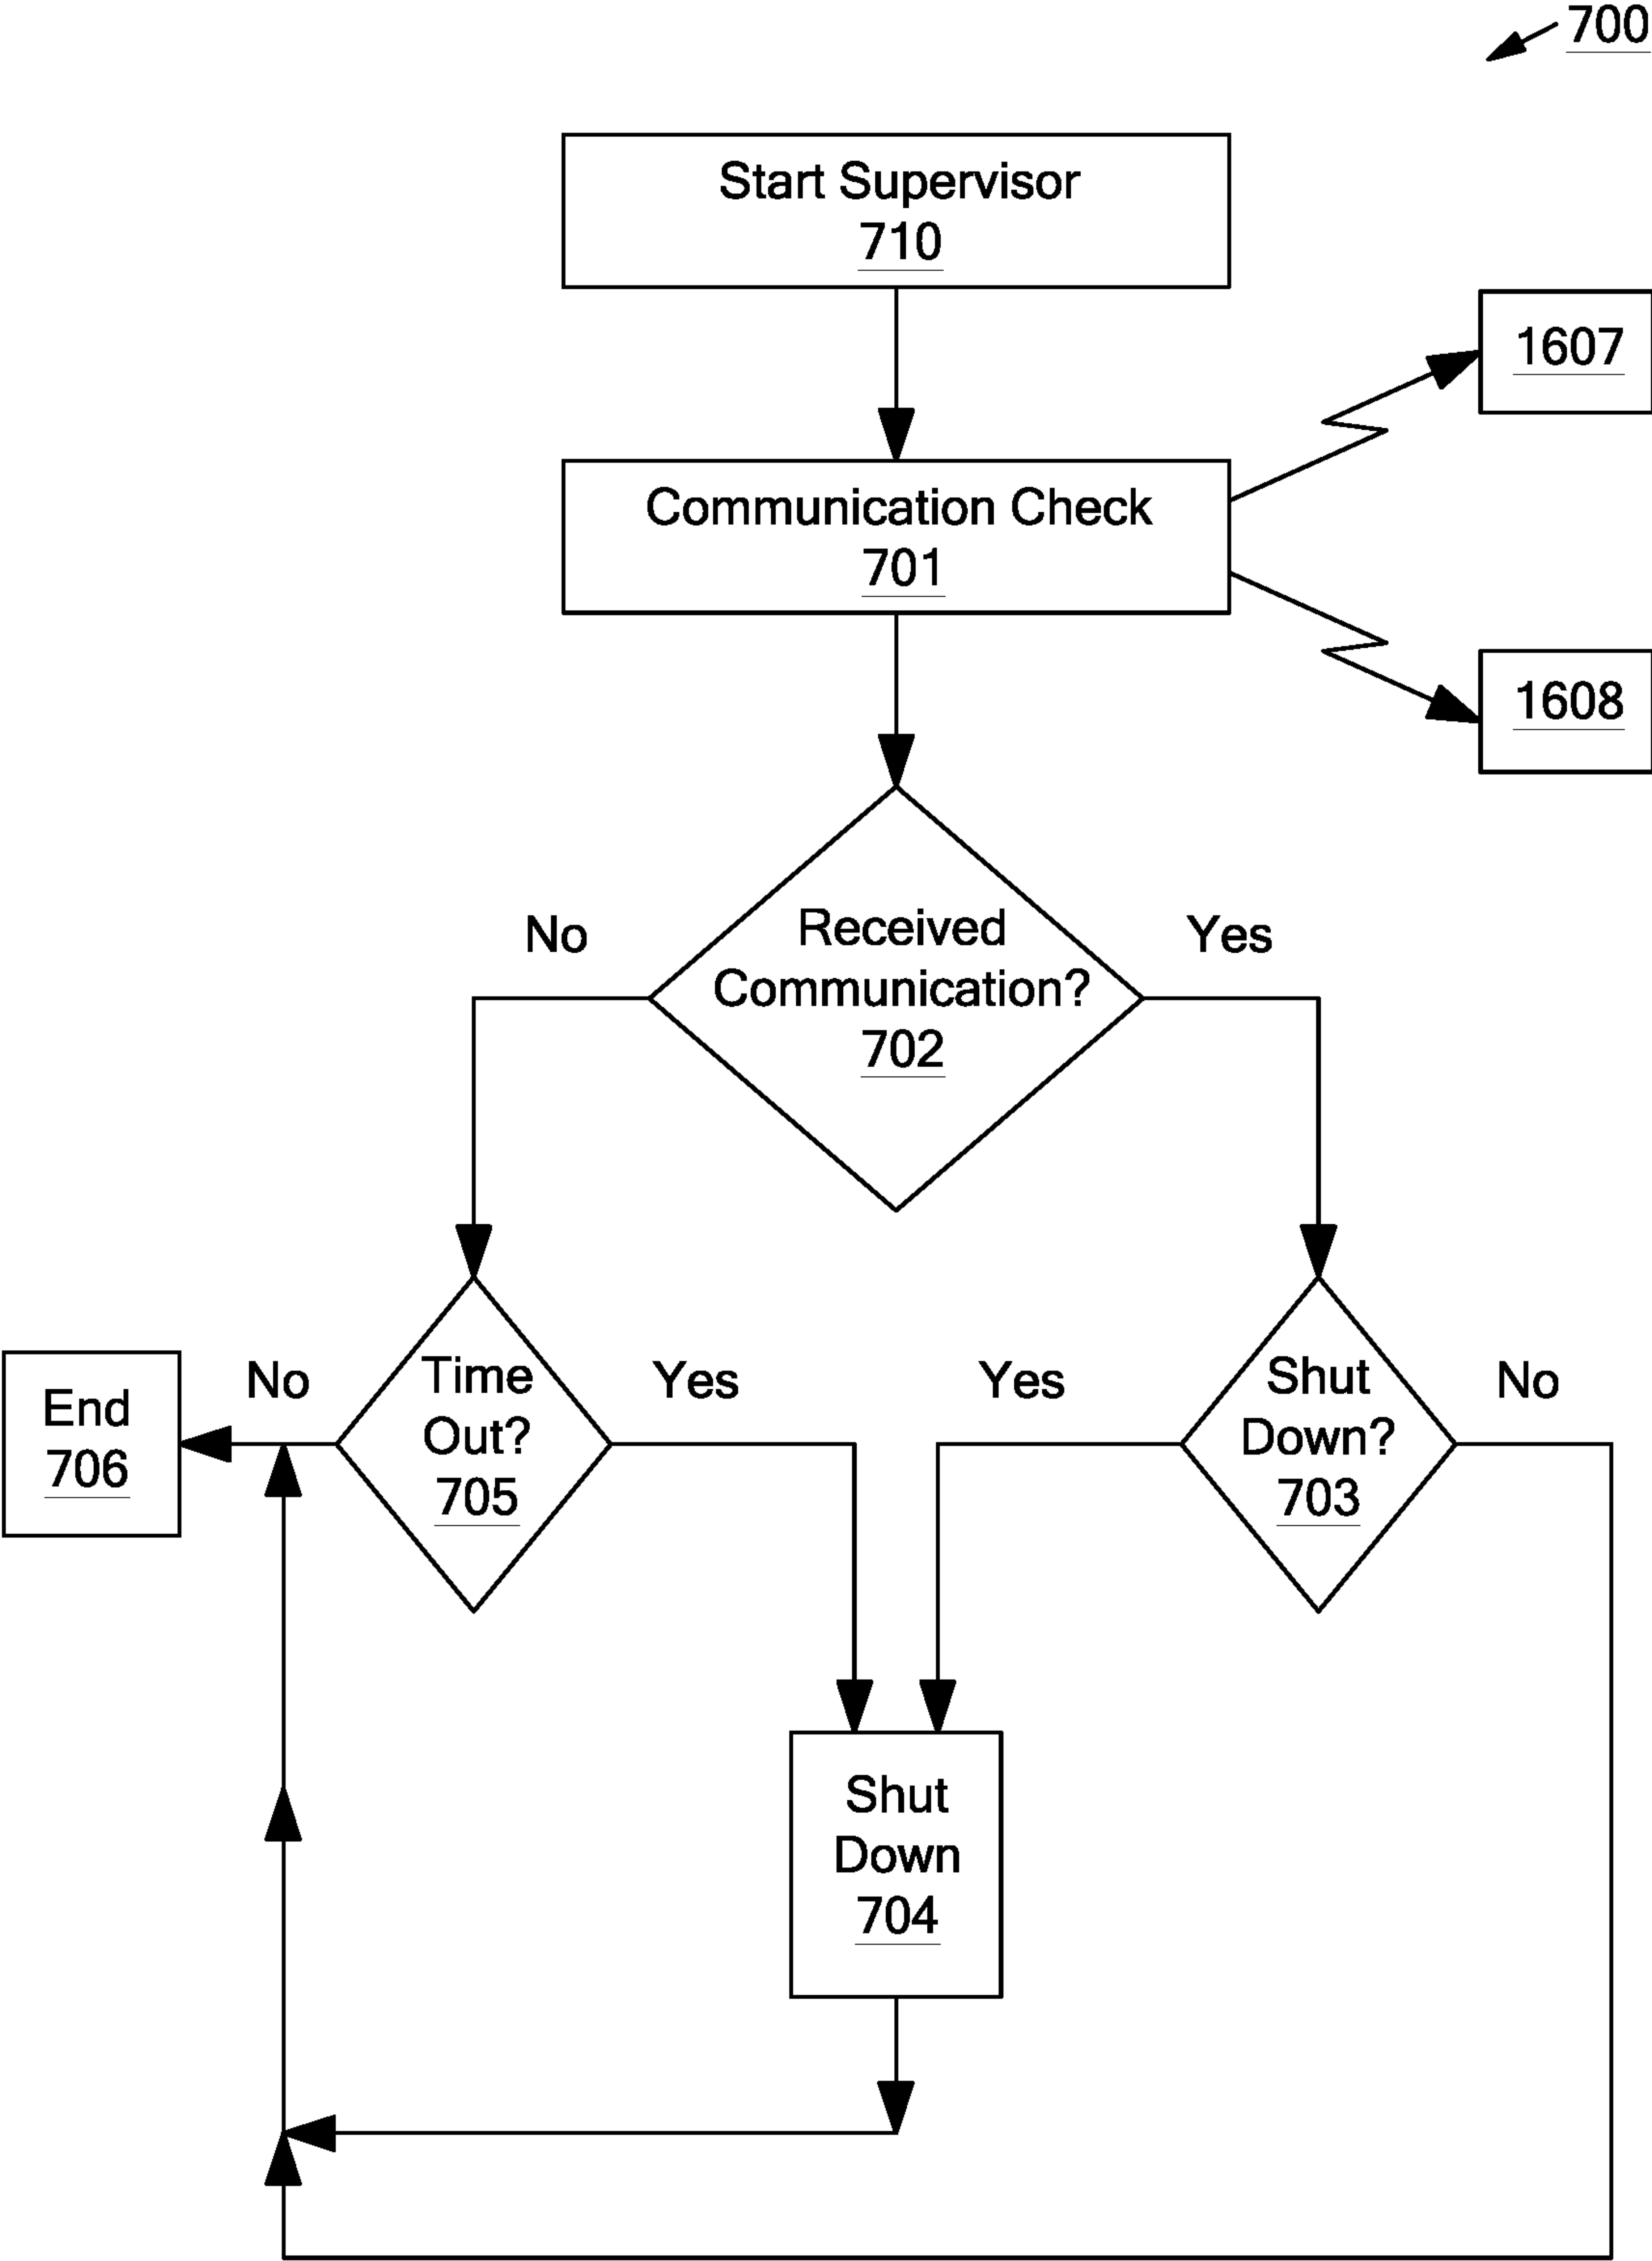 700
Start Supervisor
710
1607
Communication Check
701
1608
No
Received
Communication?
702
Yes
End
706
No
Time
Out?
705
Yes
Yes
Shut
Down?
703
No
Shut
Down
704